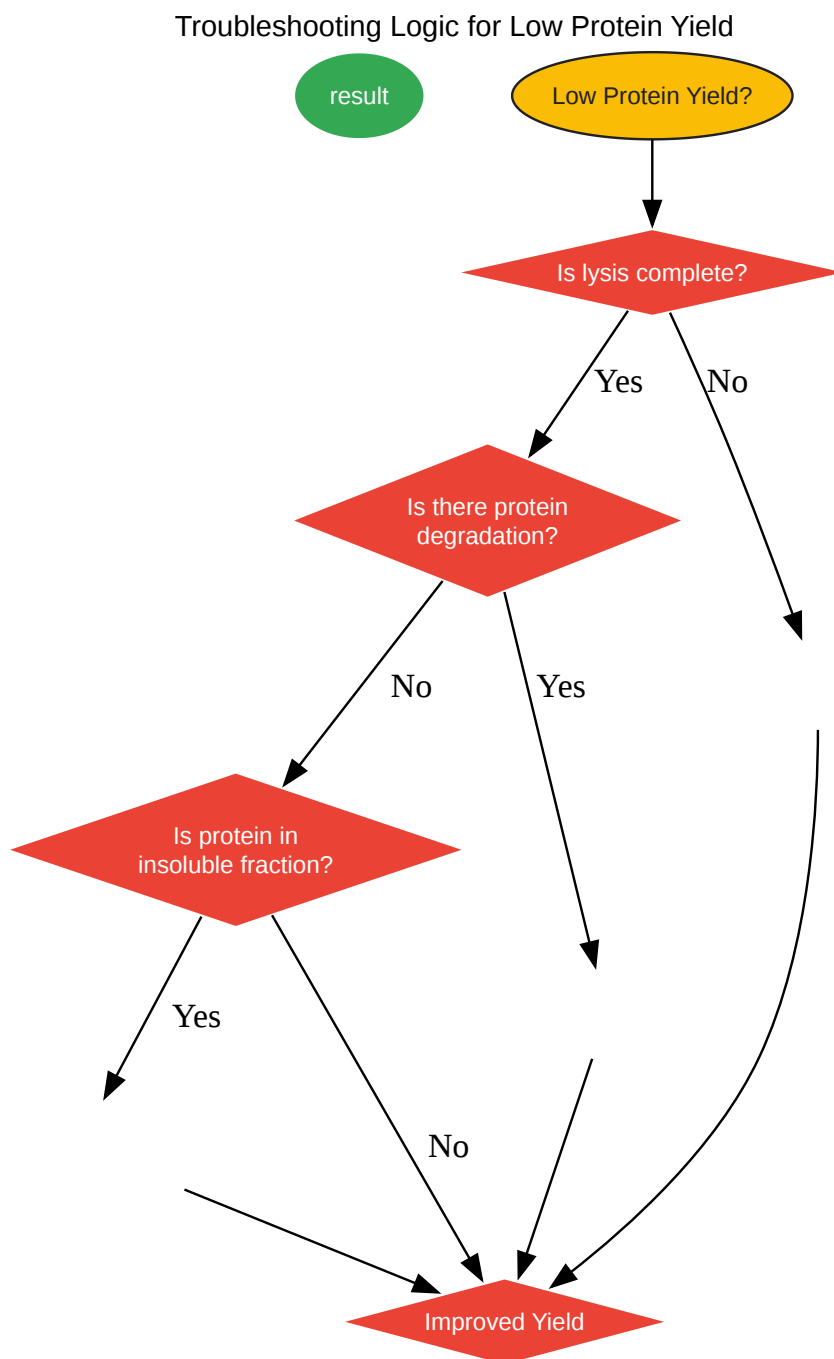 Troubleshooting Logic for Low Protein Yield
result
Low Protein Yield?
Is lysis complete?
Yes
No
Is there protein
degradation?
No
Yes
Is protein in
insoluble fraction?
Yes
No
Improved Yield